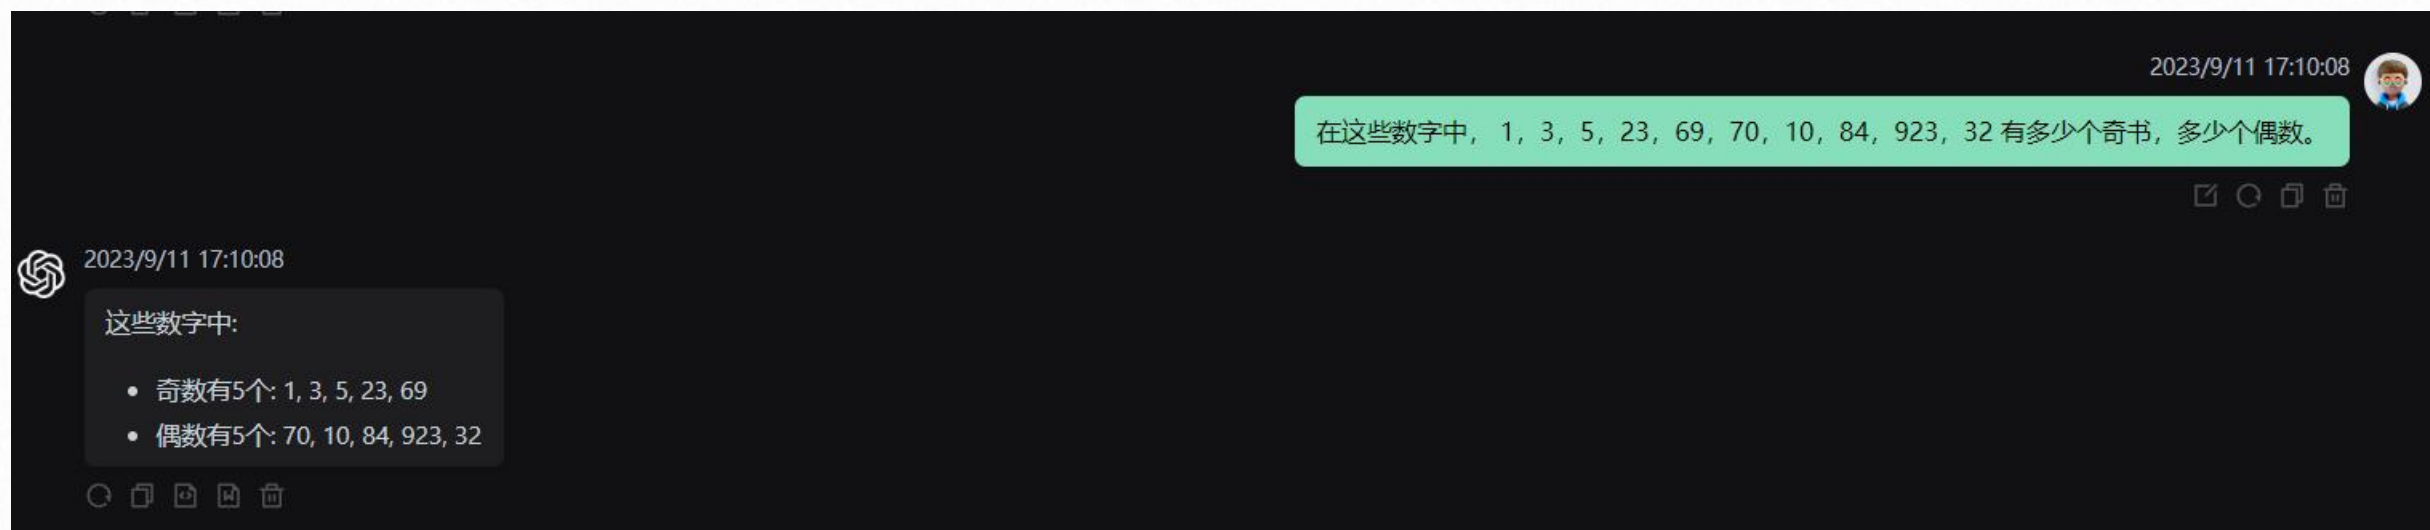 2023/9/11 17:10:08
在这些数字中， 1，3，5，23，69，70，10，84，923，32 有多少个奇书，多少个偶数。
2023/9/11 17:10:08
这些数字中:
• 奇数有5个: 1, 3, 5, 23, 69
• 偶数有5个: 70, 10, 84, 923, 32